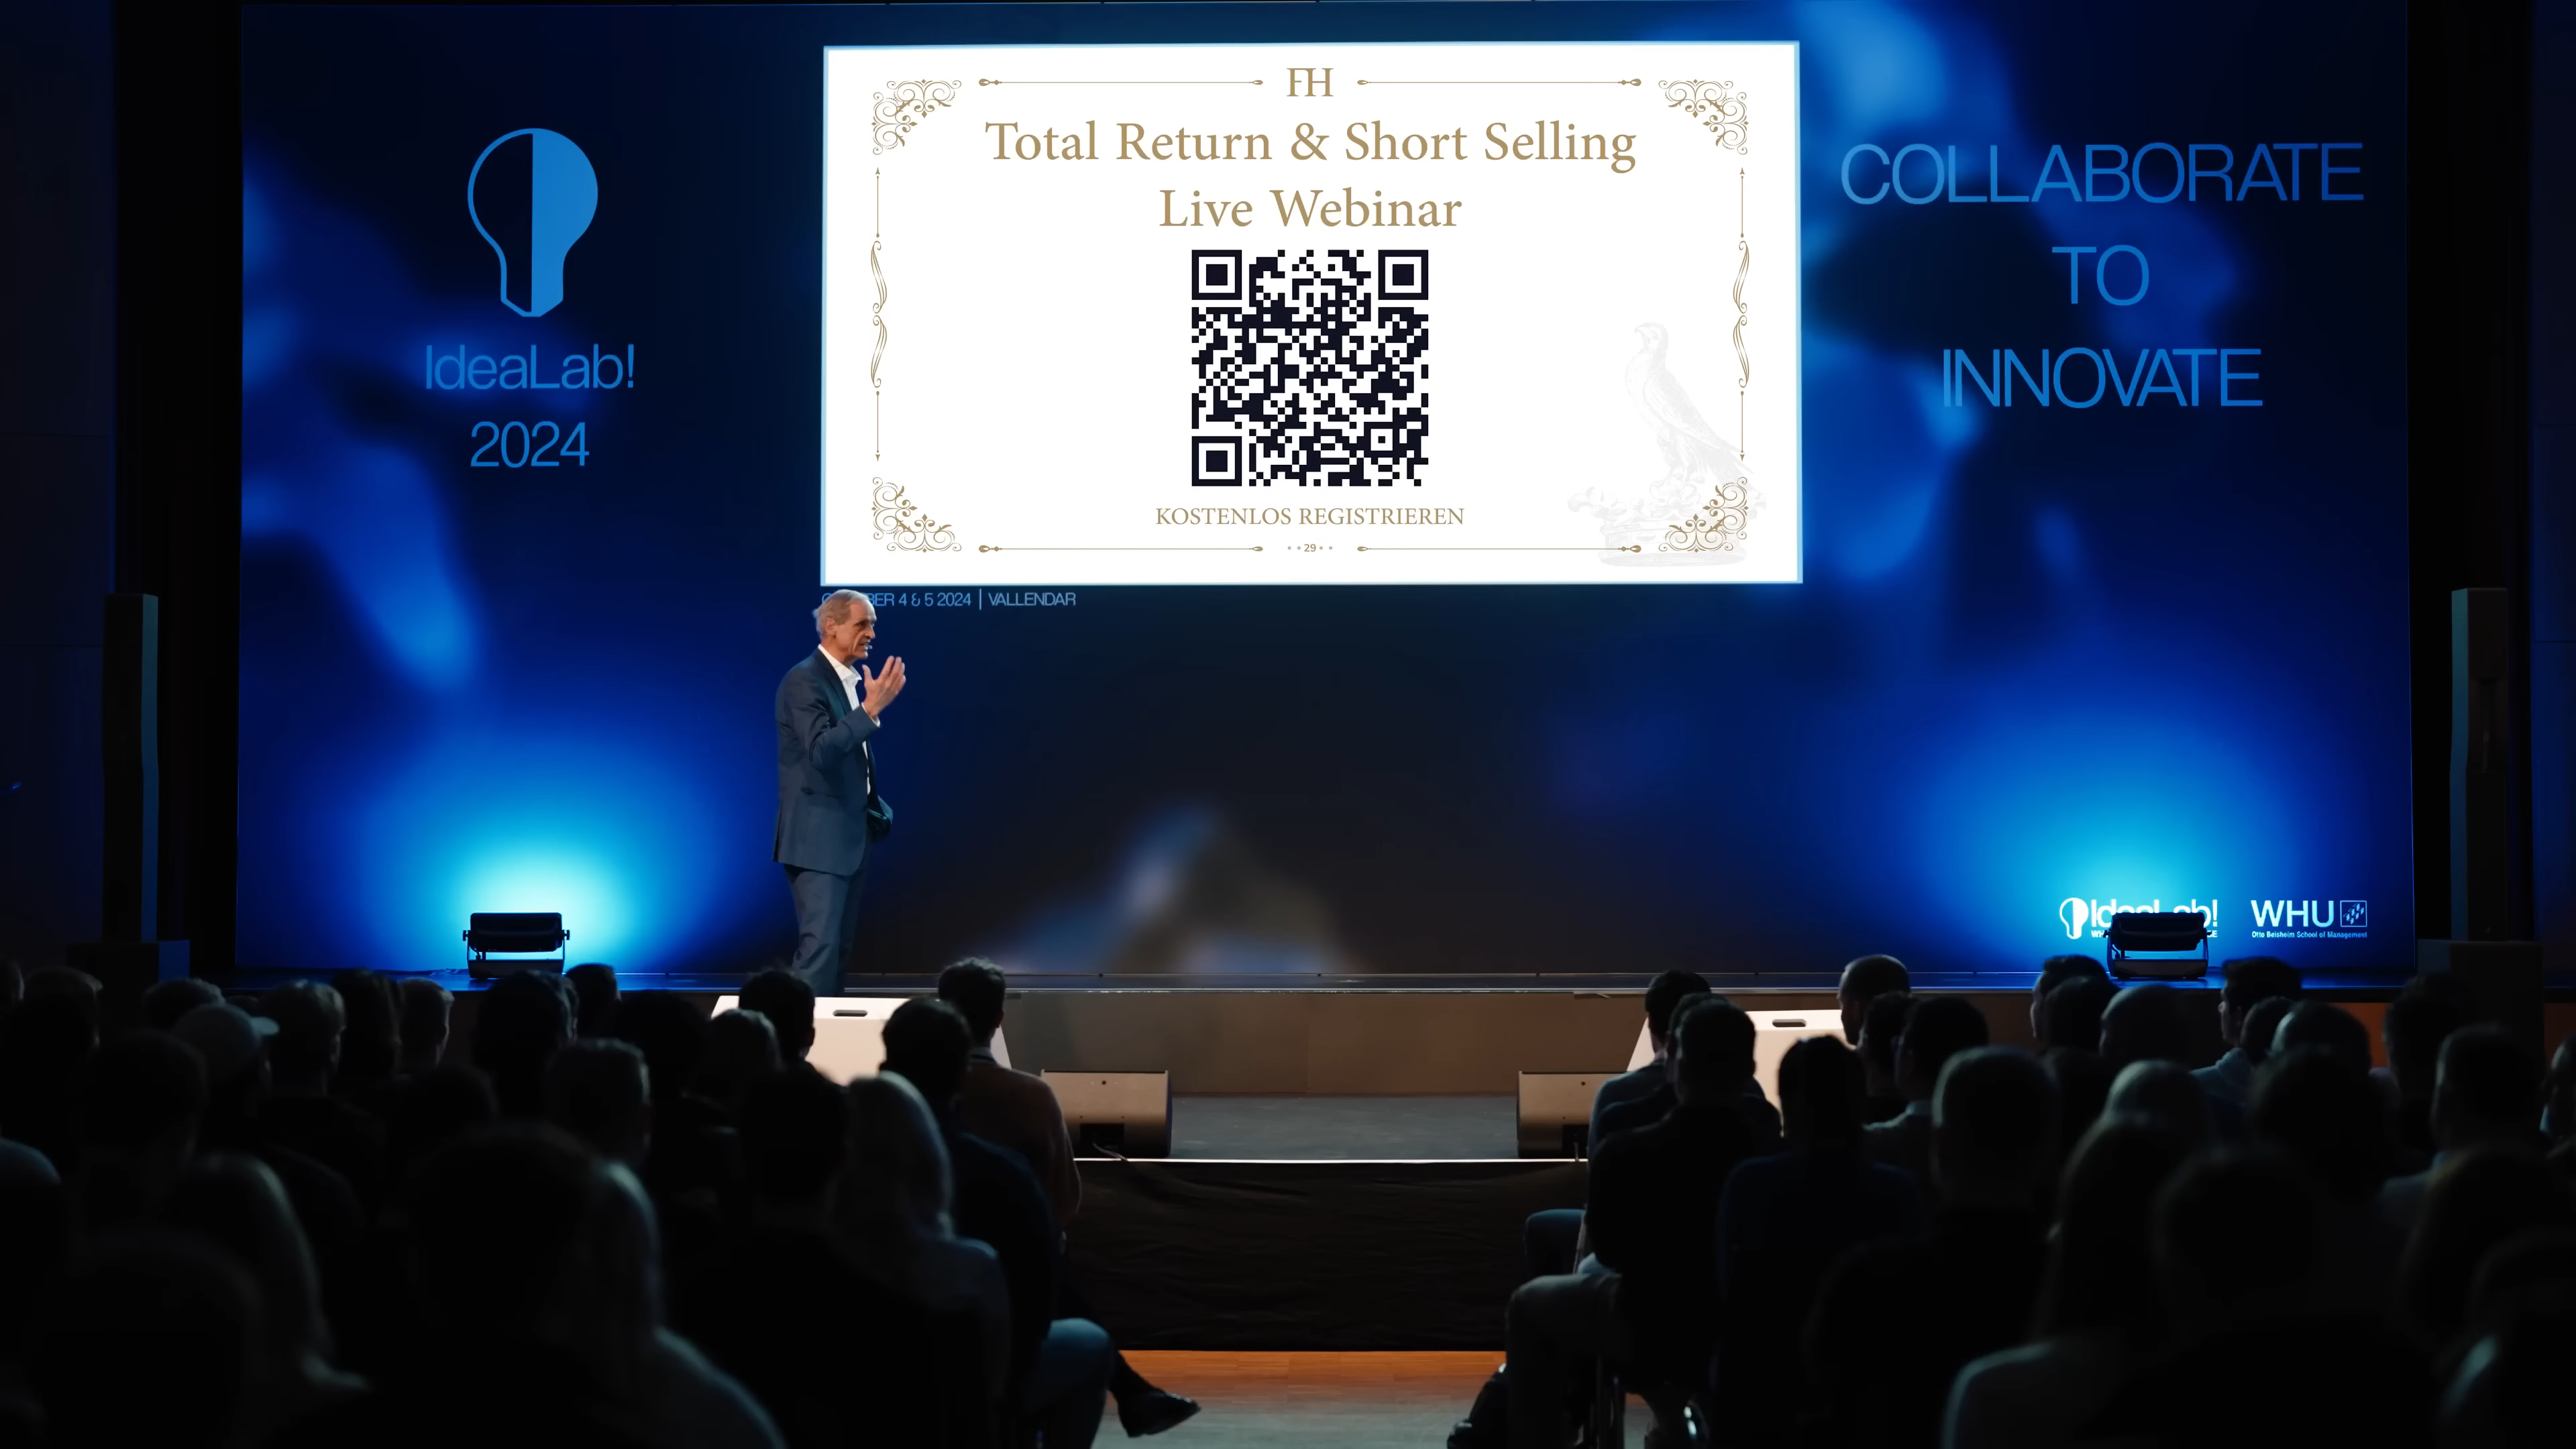 IdeaLab!
2024
FH
Total Return & Short Selling
Live Webinar
KOSTENLOS REGISTRIEREN
29
COLLABORATE
TO
INNOVATE
4 & 5 2024 | VALLENDAR
IdeaLab!
WHU
Otto Beisheim School of Management